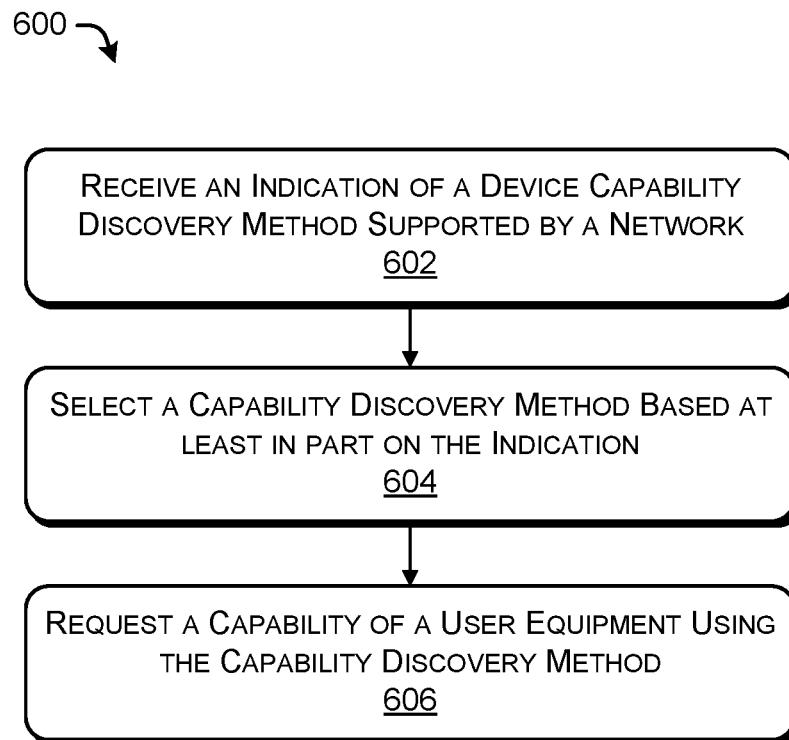 600
RECEIVE AN INDICATION OF A DEVICE CAPABILITY
DISCOVERY METHOD SUPPORTED BY A NETWORK
602
SELECT A CAPABILITY DISCOVERY METHOD BASED AT
LEAST IN PART ON THE INDICATION
604
REQUEST A CAPABILITY OF A USER EQUIPMENT USING
THE CAPABILITY DISCOVERY METHOD
606